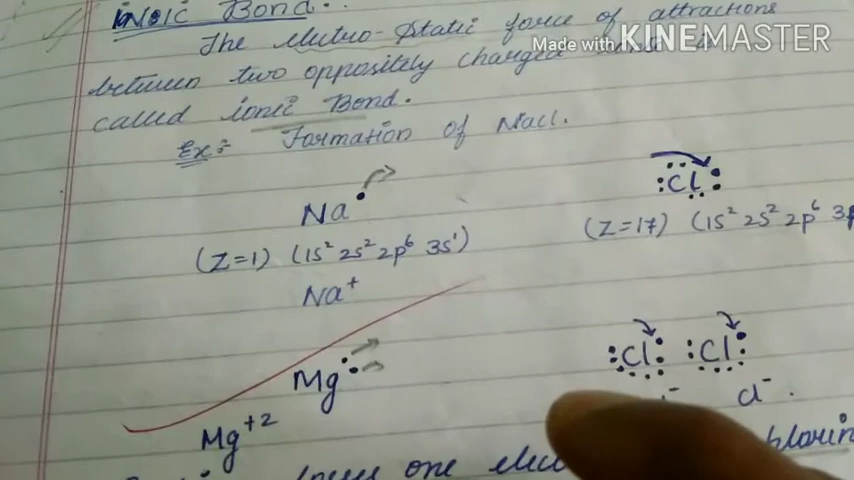 Ionic Bond.
The Electro-static force of attractions
Made with KINEMASTER
between two oppositely charged
called ionic Bond.
Ex:- Formation of NaCl.
Na Cl
(Z=1) (1s² 2s² 2p⁶ 3s¹) (Z=17) (1s² 2s² 2p⁶ 3p
Na⁺
Mg Cl Cl
Mg⁺² Cl⁻.
one